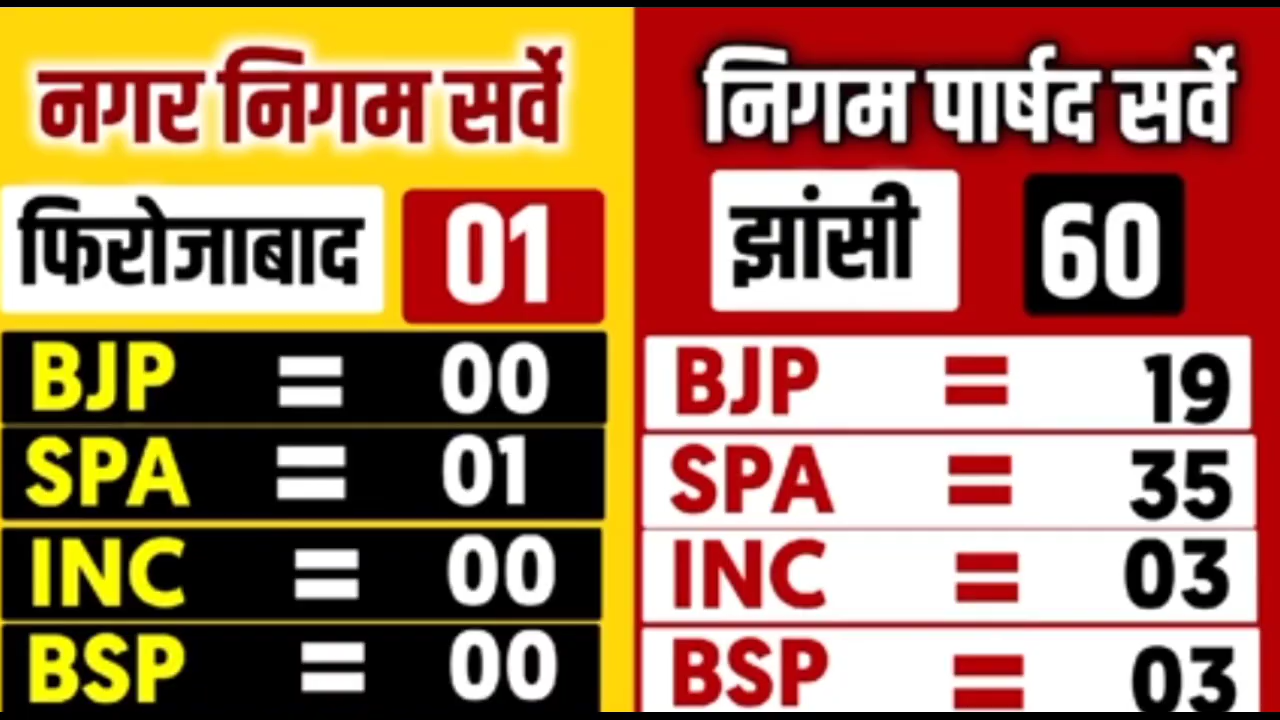 नगर निगम सर्वे
फिरोजाबाद 01
BJP = 00
SPA = 01
INC = 00
BSP = 00
निगम पार्षद सर्वे
झांसी 60
BJP = 19
SPA = 35
INC = 03
BSP = 03